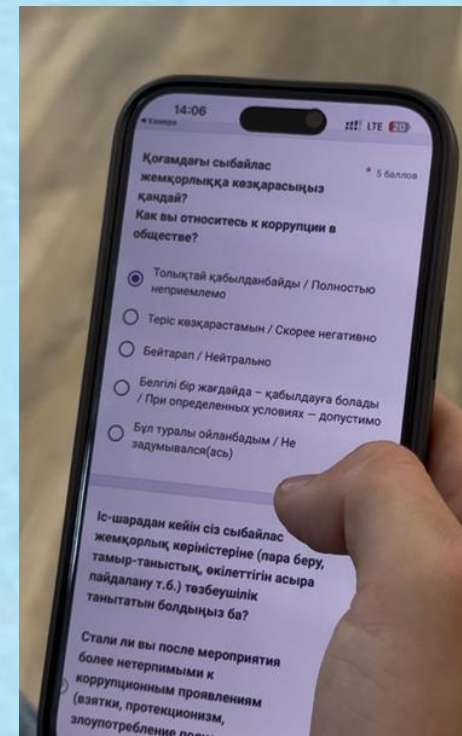 14:06
LTE 20
◀ Камера
Қоғамдағы сыбайлас
жемқорлыққа көзқарасыңыз
қандай?
* 5 баллов
Как вы относитесь к коррупции в
обществе?
Толықтай қабылданбайды / Полностью
неприемлемо
Теріс көзқарастамын / Скорее негативно
Бейтарап / Нейтрально
Белгілі бір жағдайда – қабылдауға болады
/ При определенных условиях — допустимо
Бұл туралы ойланбадым / Не
задумывался(ась)
Іс-шарадан кейін сіз сыбайлас
жемқорлық көріністеріне (пара беру,
тамыр-таныстық, өкілеттігін асыра
пайдалану т.б.) төзбеушілік
танытатын болдыңыз ба?
Стали ли вы после мероприятия
более нетерпимыми к
коррупционным проявлениям
(взятки, протекционизм,
злоупотребление